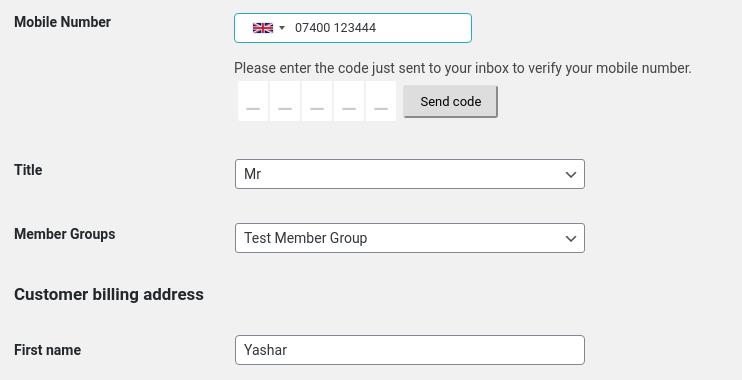 Mobile Number
07400 123444
Please enter the code just sent to your inbox to verify your mobile number.
_ _ _ _ _ Send code
Title
Mr
Member Groups
Test Member Group
Customer billing address
First name
Yashar